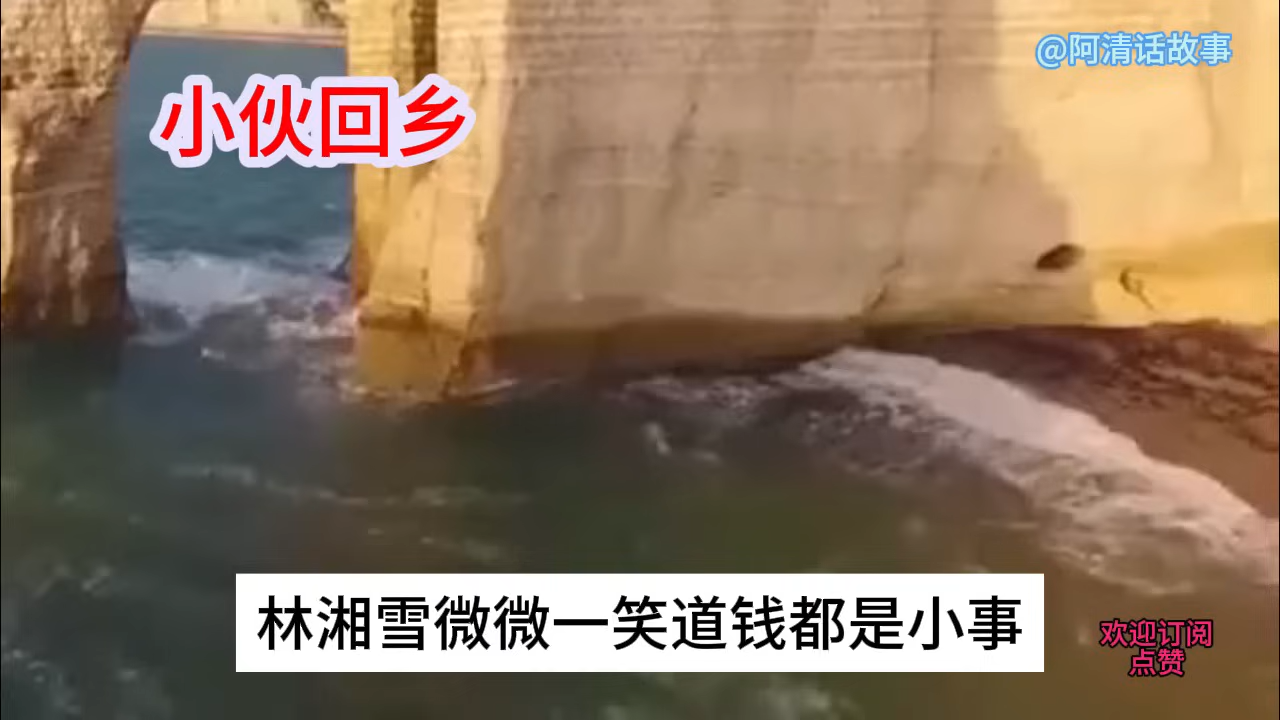 @阿清话故事
小伙回乡
林湘雪微微一笑道钱都是小事
欢迎订阅
点赞